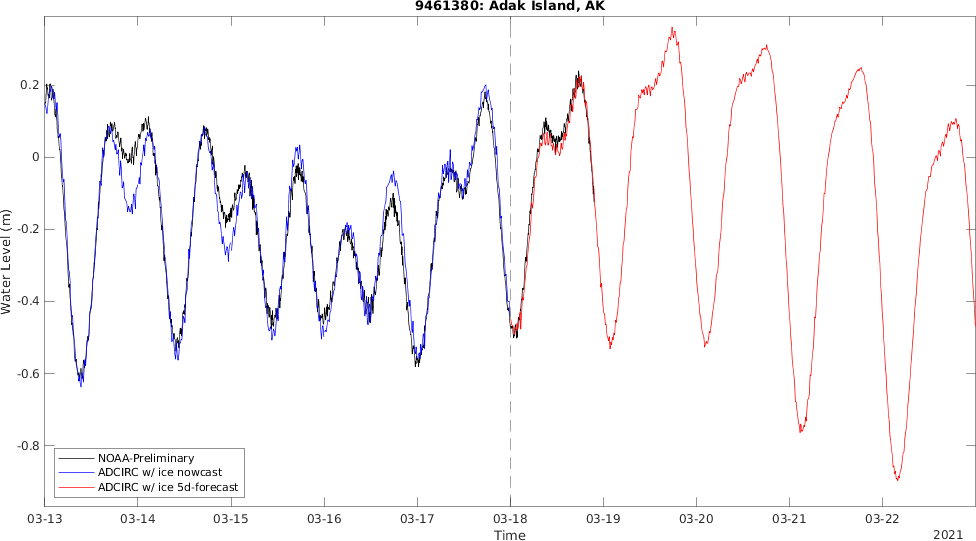 9461380: Adak Island, AK
Water Level (m)
0.2
0
-0.2
-0.4
-0.6
-0.8
NOAA-Preliminary
ADCIRC w/ ice nowcast
ADCIRC w/ ice 5d-forecast
03-13 03-14 03-15 03-16 03-17 03-18 03-19 03-20 03-21 03-22
Time
2021